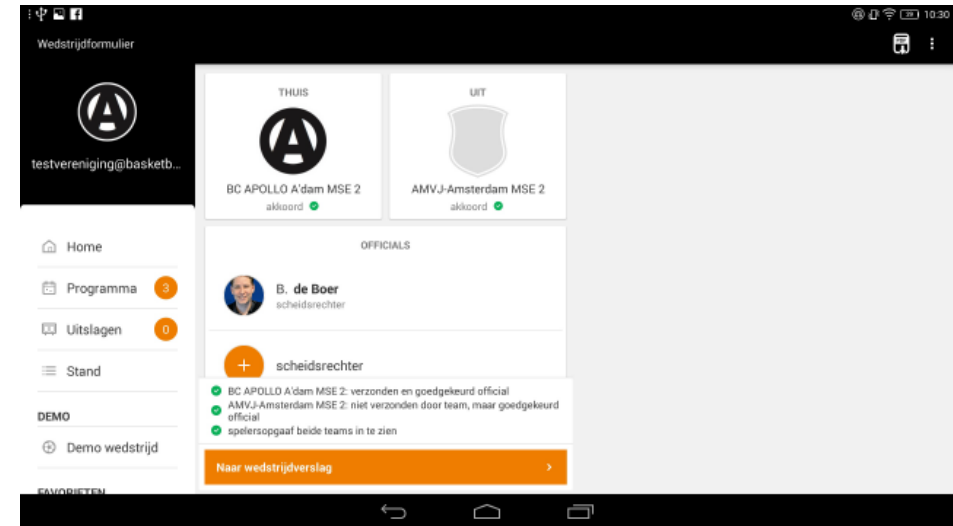 10:30
Wedstrijdformulier
testvereniging@basketb...
Home
Programma 3
Uitslagen 0
Stand
DEMO
Demo wedstrijd
FAVORIETEN
THUIS
BC APOLLO A'dam MSE 2
akkoord
UIT
AMVJ-Amsterdam MSE 2
akkoord
OFFICIALS
B. de Boer
scheidsrechter
scheidsrechter
BC APOLLO A'dam MSE 2: verzonden en goedgekeurd official
AMVJ-Amsterdam MSE 2: niet verzonden door team, maar goedgekeurd
official
spelersopgaaf beide teams in te zien
Naar wedstrijdverslag